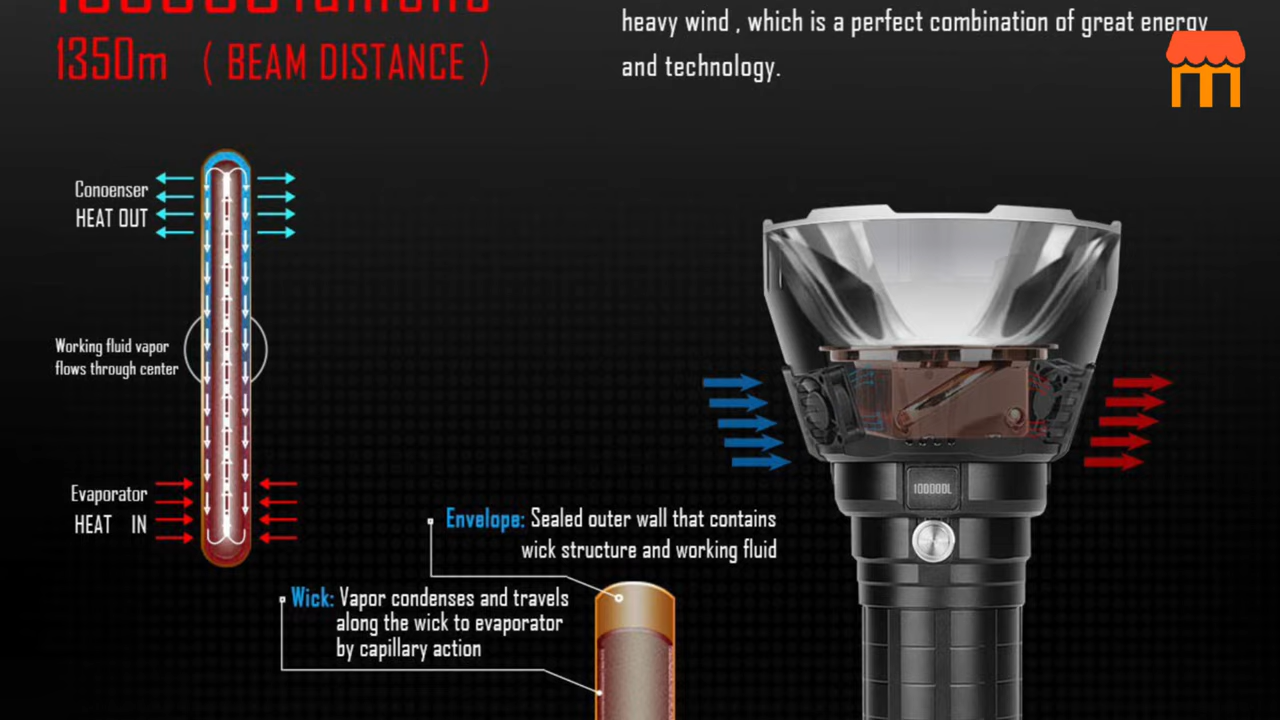 1350m ( BEAM DISTANCE )
heavy wind , which is a perfect combination of great energy
and technology.
Conoenser
HEAT OUT
Working fluid vapor
flows through center
Evaporator
HEAT IN
Envelope: Sealed outer wall that contains
wick structure and working fluid
Wick: Vapor condenses and travels
along the wick to evaporator
by capillary action